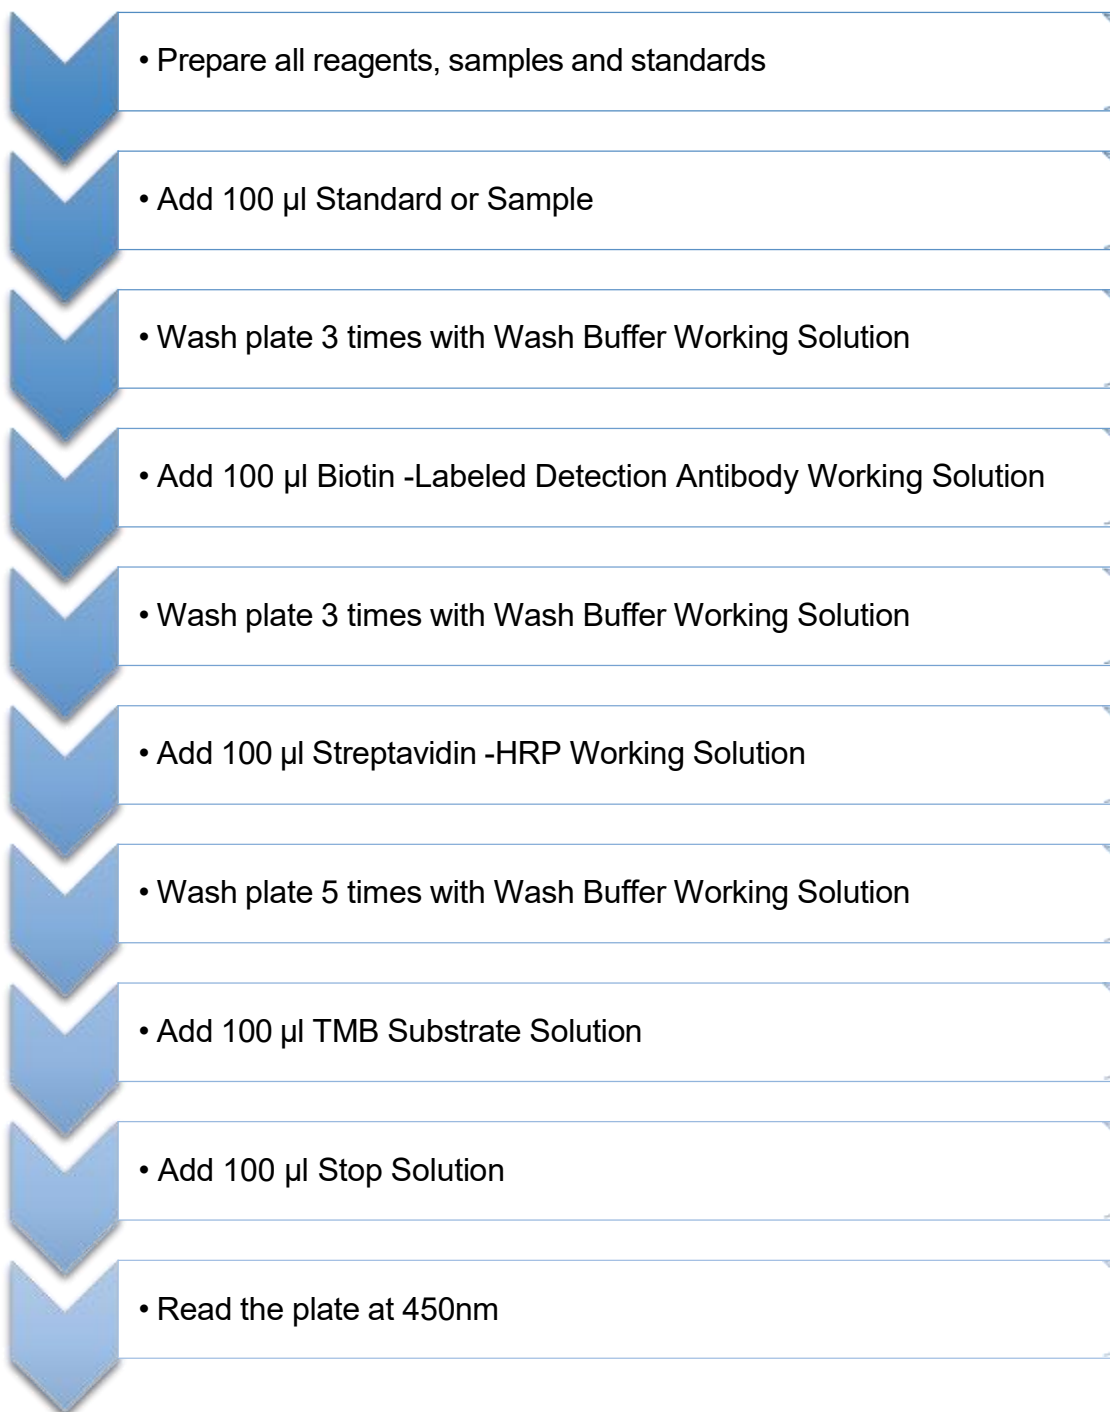 • Prepare all reagents, samples and standards
• Add 100 µl Standard or Sample
• Wash plate 3 times with Wash Buffer Working Solution
• Add 100 µl Biotin -Labeled Detection Antibody Working Solution
• Wash plate 3 times with Wash Buffer Working Solution
• Add 100 µl Streptavidin -HRP Working Solution
• Wash plate 5 times with Wash Buffer Working Solution
• Add 100 µl TMB Substrate Solution
• Add 100 µl Stop Solution
• Read the plate at 450nm